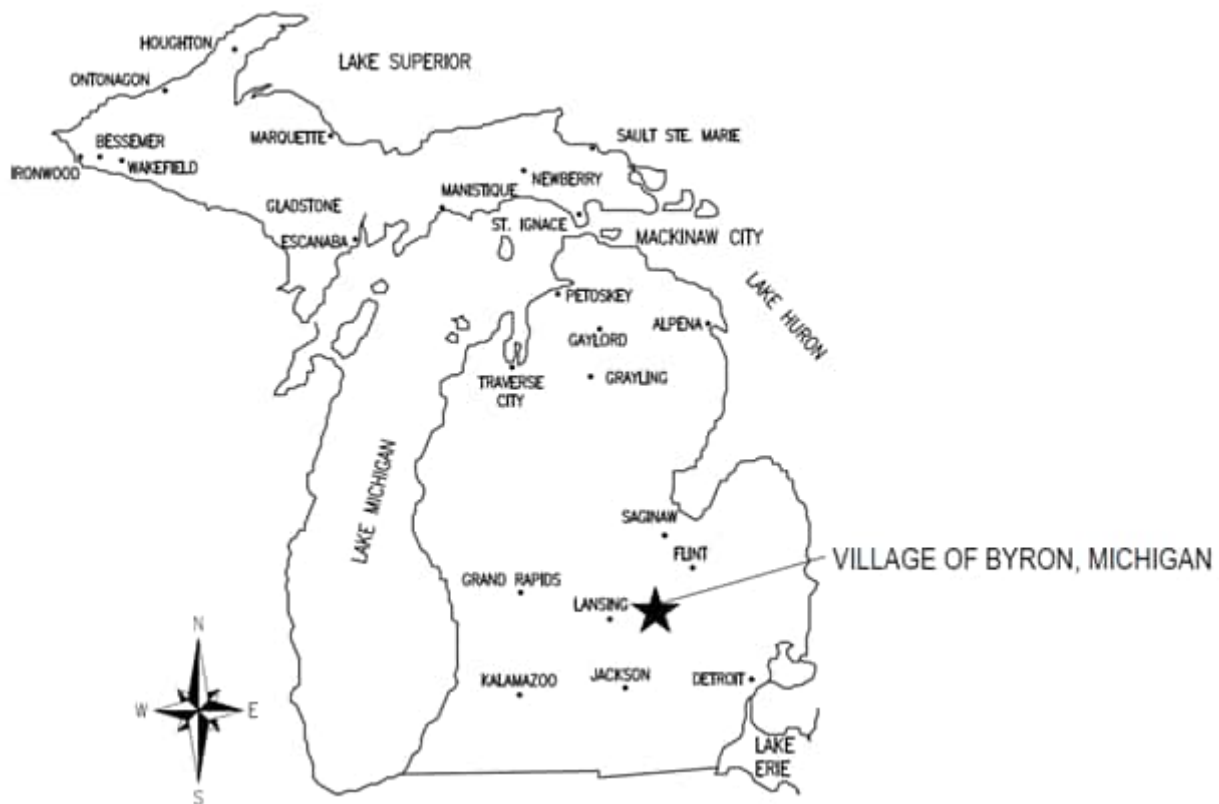 HOUGHTON
LAKE SUPERIOR
ONTONAGON
MARQUETTE
SAULT STE. MARIE
BESSEMER
IRONWOOD
WAKEFIELD
NEWBERRY
MANISTIQUE
GLADSTONE
ST. IGNACE
ESCANABA
MACKINAW CITY
LAKE HURON
PETOSKEY
ALPENA
GAYLORD
GRAYLING
TRAVERSE
CITY
LAKE MICHIGAN
SAGINAW
FLINT
VILLAGE OF BYRON, MICHIGAN
GRAND RAPIDS
LANSING
N
W
E
S
KALAMAZOO
JACKSON
DETROIT
LAKE
ERIE